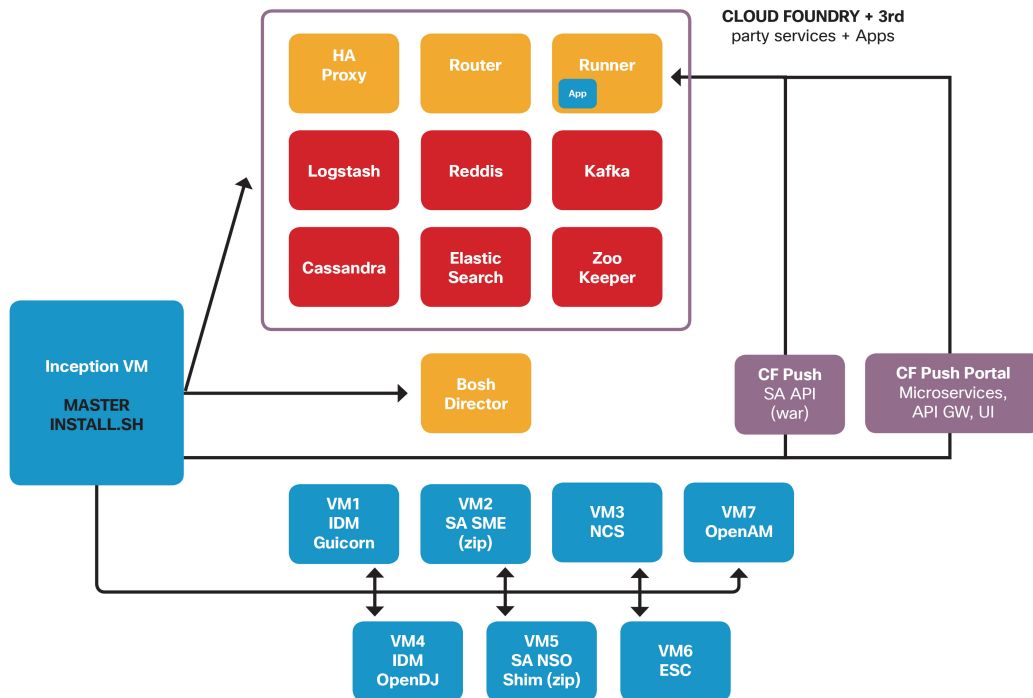 CLOUD FOUNDRY + 3rd
party services + Apps
HA
Proxy
Router
Runner
App
Logstash
Reddis
Kafka
Cassandra
Elastic
Search
Zoo
Keeper
Inception VM
MASTER
INSTALL.SH
Bosh
Director
CF Push
SA API
(war)
CF Push Portal
Microservices,
API GW, UI
VM1
IDM
Guicorn
VM2
SA SME
(zip)
VM3
NCS
VM7
OpenAM
VM4
IDM
OpenDJ
VM5
SA NSO
Shim (zip)
VM6
ESC